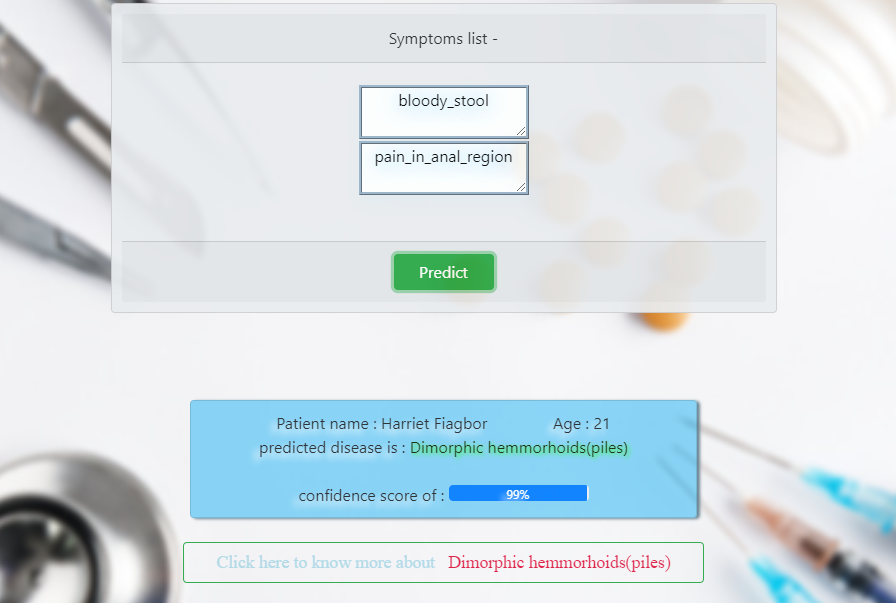 Symptoms list -
bloody_stool
pain_in_anal_region
Predict
Patient name : Harriet Fiagbor Age : 21
predicted disease is : Dimorphic hemmorhoids(piles)
confidence score of : 99%
Click here to know more about Dimorphic hemmorhoids(piles)